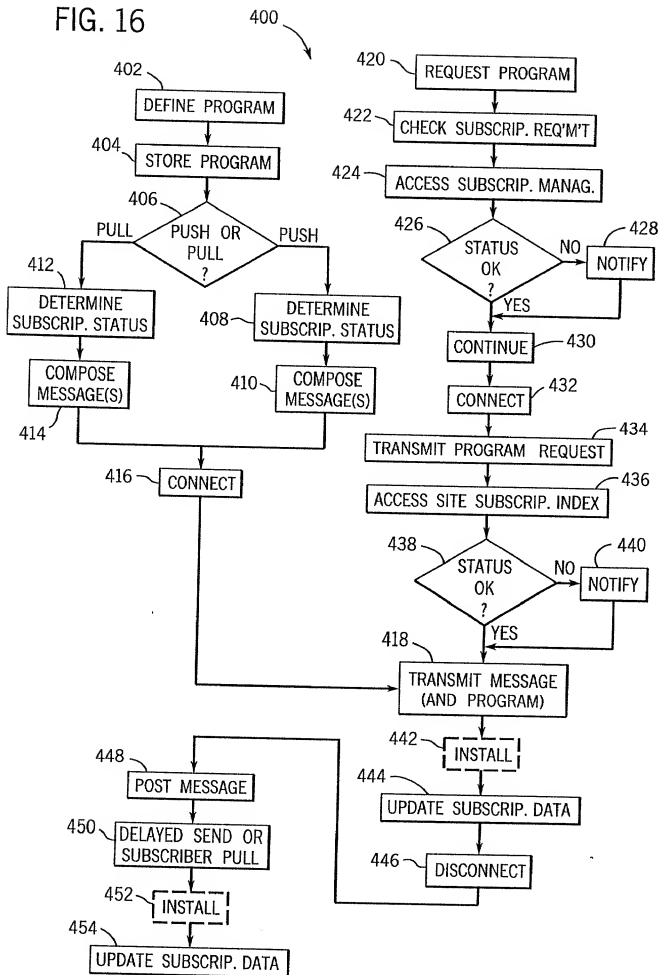 FIG. 16
400
402
DEFINE PROGRAM
404
STORE PROGRAM
406
PUSH OR
PULL
?
PULL
PUSH
412
DETERMINE
SUBSCRIP. STATUS
408
DETERMINE
SUBSCRIP. STATUS
COMPOSE
MESSAGE(S)
414
410
COMPOSE
MESSAGE(S)
416
CONNECT
420
REQUEST PROGRAM
422
CHECK SUBSCRIP. REQ'M'T
424
ACCESS SUBSCRIP. MANAG.
426
STATUS
OK
?
NO
428
NOTIFY
YES
CONTINUE
430
CONNECT
432
434
TRANSMIT PROGRAM REQUEST
436
ACCESS SITE SUBSCRIP. INDEX
438
STATUS
OK
?
NO
440
NOTIFY
YES
418
TRANSMIT MESSAGE
(AND PROGRAM)
442
INSTALL
444
UPDATE SUBSCRIP. DATA
446
DISCONNECT
448
POST MESSAGE
450
DELAYED SEND OR
SUBSCRIBER PULL
452
INSTALL
454
UPDATE SUBSCRIP. DATA